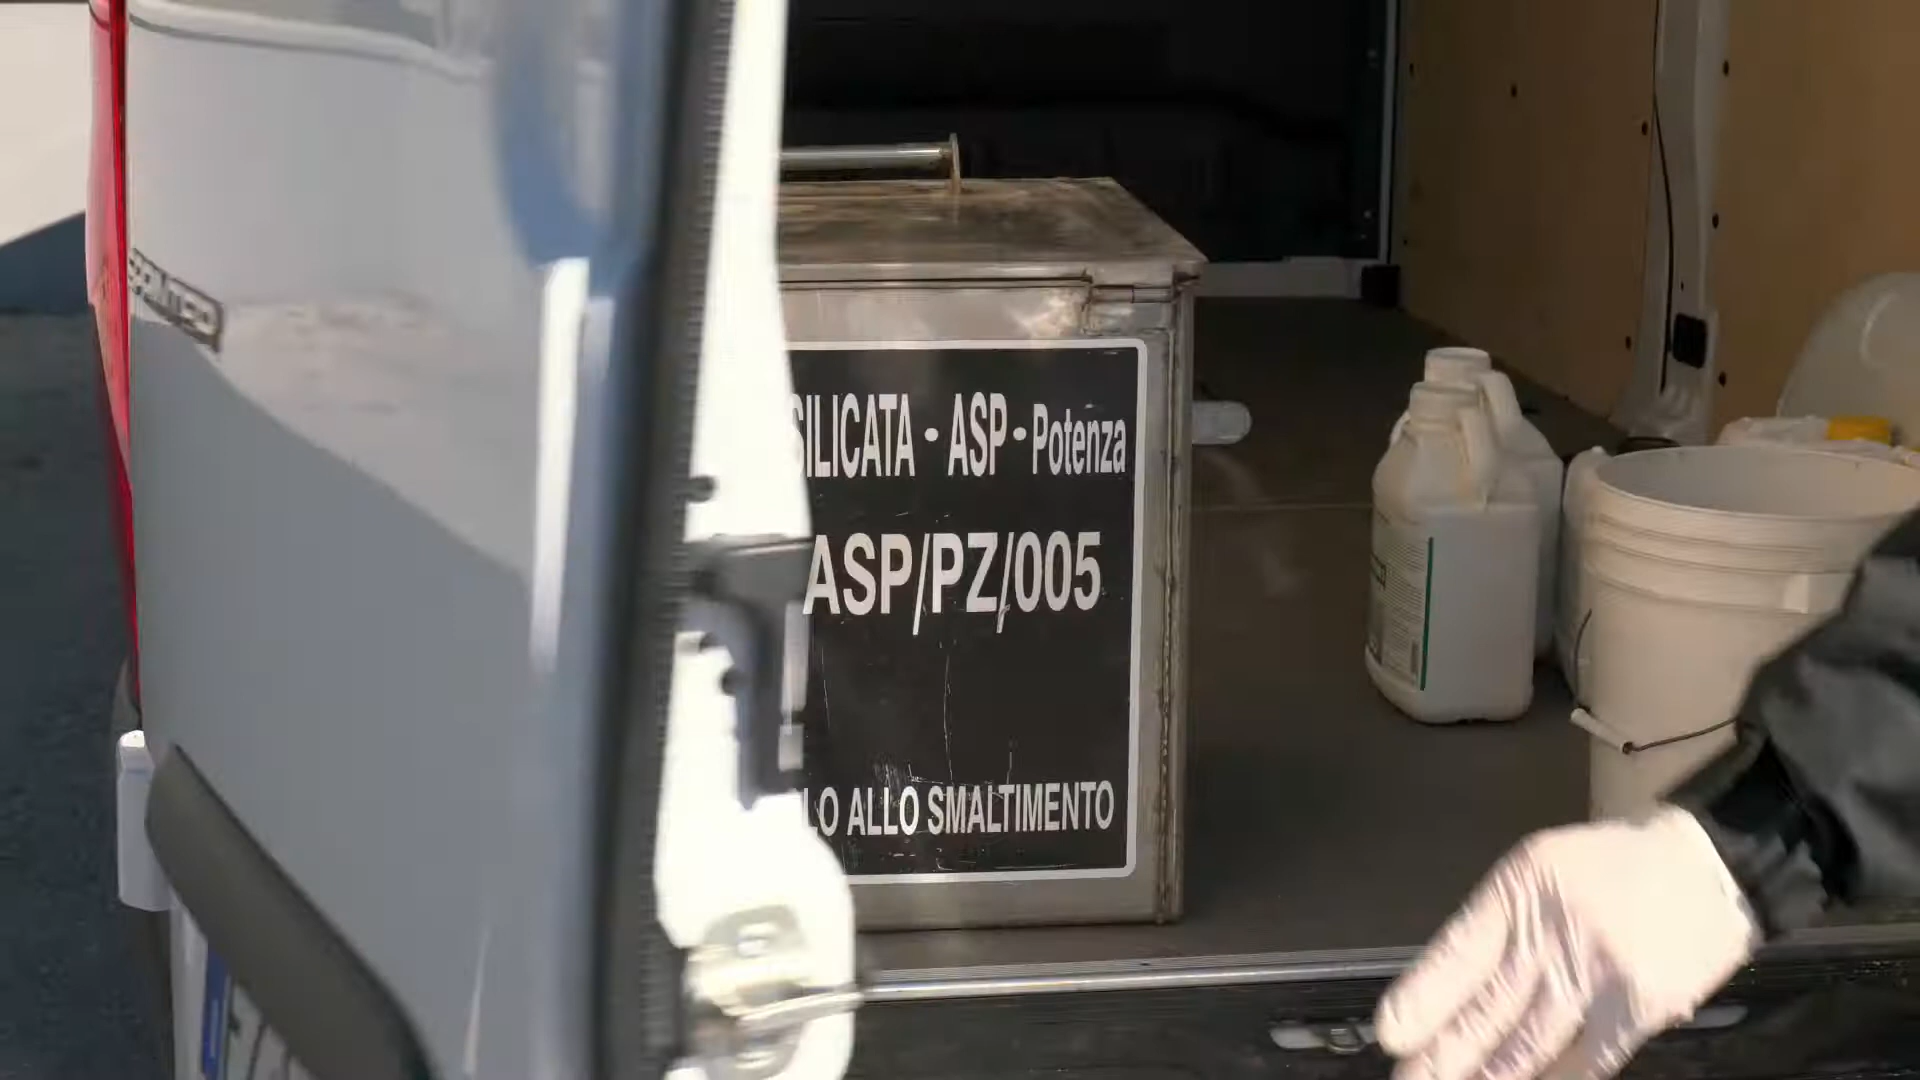 SILICATA • ASP • Potenza
ASP/PZ/005
LO ALLO SMALTIMENTO